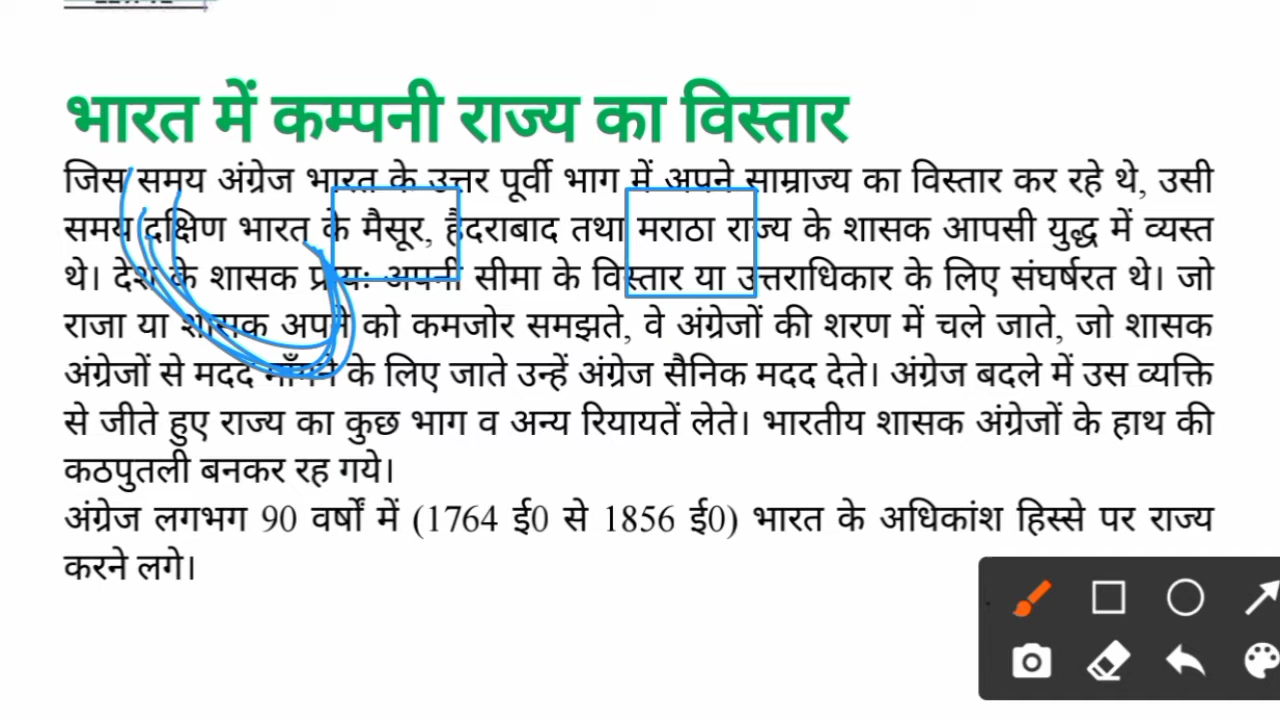 भारत में कम्पनी राज्य का विस्तार
जिस समय अंग्रेज भारत के उत्तर पूर्वी भाग में अपने साम्राज्य का विस्तार कर रहे थे, उसी
समय दक्षिण भारत के मैसूर, हैदराबाद तथा मराठा राज्य के शासक आपसी युद्ध में व्यस्त
थे। देश के शासक प्रायः अपनी सीमा के विस्तार या उत्तराधिकार के लिए संघर्षरत थे। जो
राजा या शासक अपने को कमजोर समझते, वे अंग्रेजों की शरण में चले जाते, जो शासक
अंग्रेजों से मदद माँगने के लिए जाते उन्हें अंग्रेज सैनिक मदद देते। अंग्रेज बदले में उस व्यक्ति
से जीते हुए राज्य का कुछ भाग व अन्य रियायतें लेते। भारतीय शासक अंग्रेजों के हाथ की
कठपुतली बनकर रह गये।
अंग्रेज लगभग 90 वर्षों में (1764 ई0 से 1856 ई0) भारत के अधिकांश हिस्से पर राज्य
करने लगे।